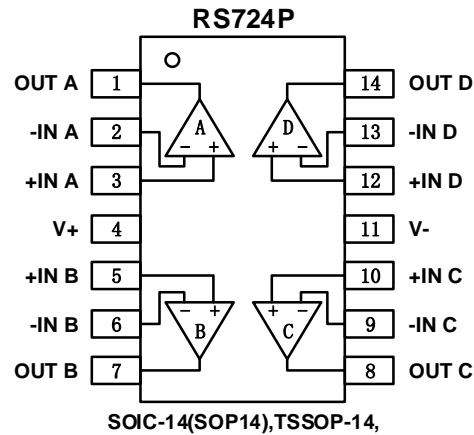 RS724P
OUT A 1 14 OUT D
-IN A 2 A D 13 -IN D
- + + -
+IN A 3 12 +IN D
V+ 4 11 V-
+IN B 5 10 +IN C
- + + -
-IN B 6 B C 9 -IN C
OUT B 7 8 OUT C
SOIC-14(SOP14),TSSOP-14,